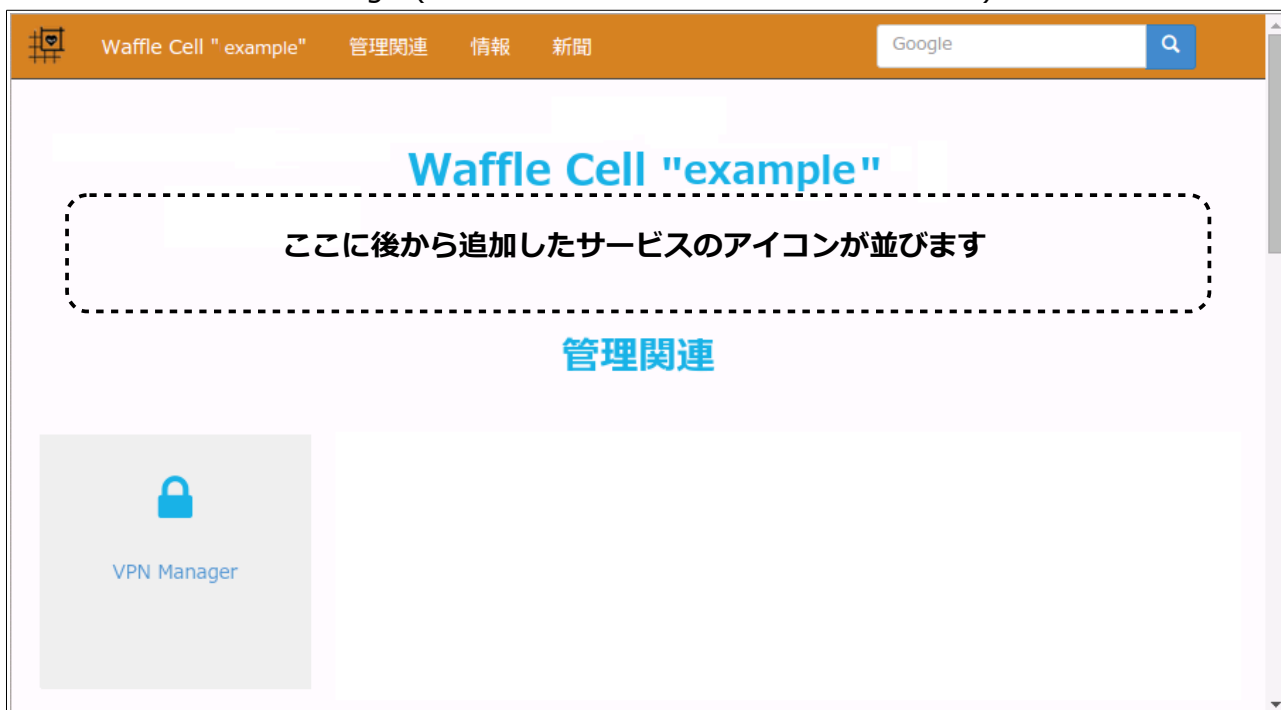 Waffle Cell " example" 管理関連 情報 新聞 Google
Waffle Cell "example"
ここに後から追加したサービスのアイコンが並びます
管理関連
VPN Manager